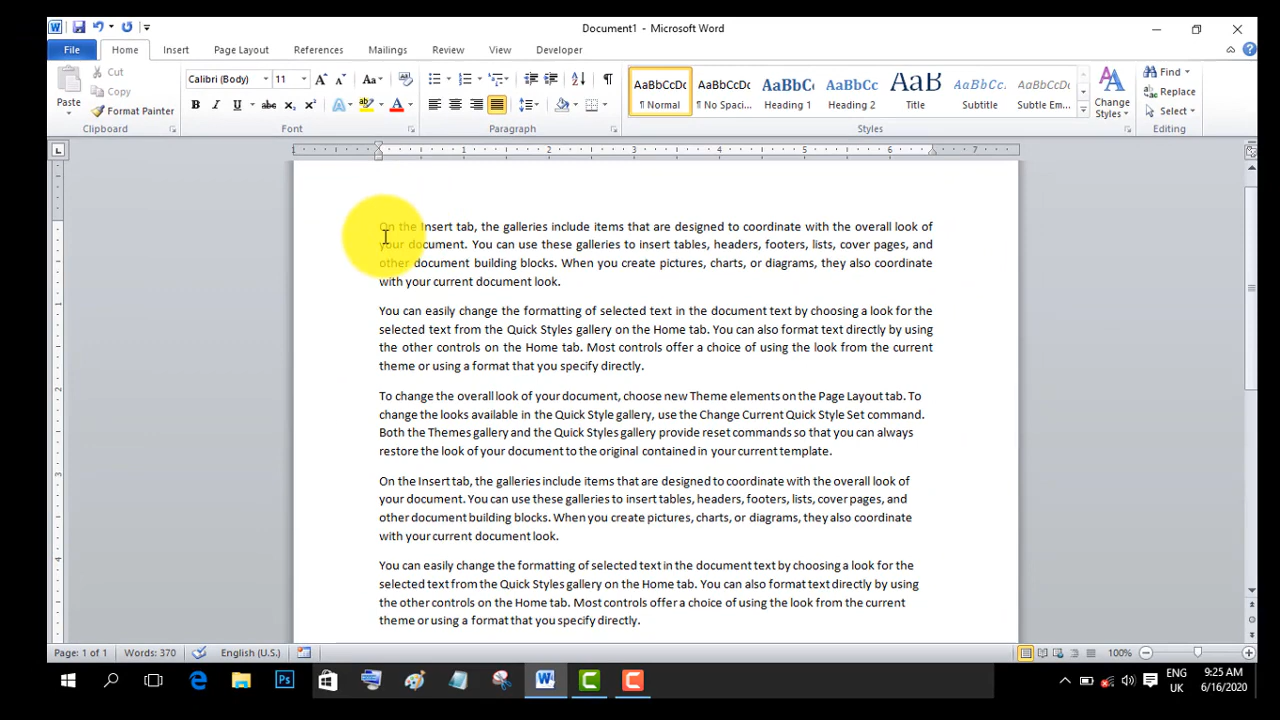 Document1 - Microsoft Word
File Home Insert Page Layout References Mailings Review View Developer
Paste
Cut
Copy
Format Painter
Clipboard
Calibri (Body) 11
B I U abc x₂ x² A A
Font
Paragraph
AaBbCcDc AaBbCcDc AaBbC( AaBbCc AaB AaBbCc. AaBbCcDc
¶ Normal ¶ No Spaci... Heading 1 Heading 2 Title Subtitle Subtle Em...
Change Styles
Styles
Find
Replace
Select
Editing
1 1 2 3 4 5 6 7
On the Insert tab, the galleries include items that are designed to coordinate with the overall look of
your document. You can use these galleries to insert tables, headers, footers, lists, cover pages, and
other document building blocks. When you create pictures, charts, or diagrams, they also coordinate
with your current document look.
You can easily change the formatting of selected text in the document text by choosing a look for the
selected text from the Quick Styles gallery on the Home tab. You can also format text directly by using
the other controls on the Home tab. Most controls offer a choice of using the look from the current
theme or using a format that you specify directly.
To change the overall look of your document, choose new Theme elements on the Page Layout tab. To
change the looks available in the Quick Style gallery, use the Change Current Quick Style Set command.
Both the Themes gallery and the Quick Styles gallery provide reset commands so that you can always
restore the look of your document to the original contained in your current template.
On the Insert tab, the galleries include items that are designed to coordinate with the overall look of
your document. You can use these galleries to insert tables, headers, footers, lists, cover pages, and
other document building blocks. When you create pictures, charts, or diagrams, they also coordinate
with your current document look.
You can easily change the formatting of selected text in the document text by choosing a look for the
selected text from the Quick Styles gallery on the Home tab. You can also format text directly by using
the other controls on the Home tab. Most controls offer a choice of using the look from the current
theme or using a format that you specify directly.
Page: 1 of 1 Words: 370 English (U.S.) 100%
ENG 9:25 AM
UK 6/16/2020